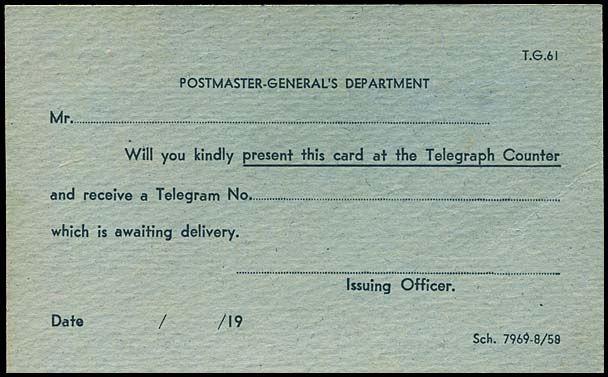 T.G.61
POSTMASTER-GENERAL'S DEPARTMENT
Mr.
Will you kindly present this card at the Telegraph Counter
and receive a Telegram No.
which is awaiting delivery.
Issuing Officer.
Date / /19
Sch. 7969-8/58